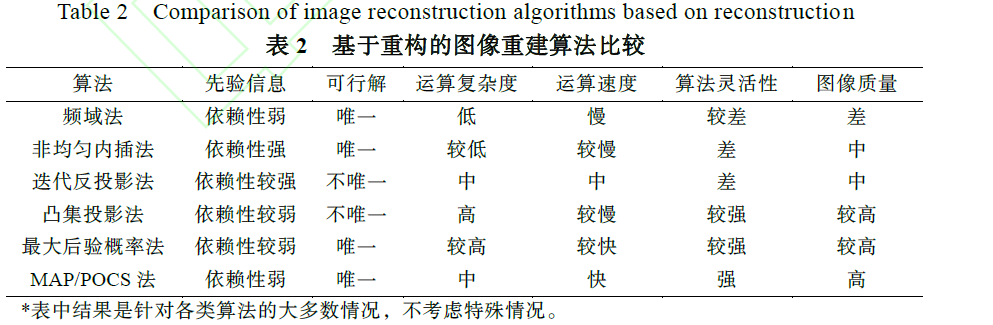 Table 2 Comparison of image reconstruction algorithms based on reconstruction
表 2 基于重构的图像重建算法比较
算法 先验信息 可行解 运算复杂度 运算速度 算法灵活性 图像质量
频域法 依赖性弱 唯一 低 慢 较差 差
非均匀内插法 依赖性强 唯一 较低 较慢 差 中
迭代反投影法 依赖性较强 不唯一 中 中 差 中
凸集投影法 依赖性较弱 不唯一 高 较慢 较强 较高
最大后验概率法 依赖性较弱 唯一 较高 较快 较强 较高
MAP/POCS 法 依赖性弱 唯一 中 快 强 高
*表中结果是针对各类算法的大多数情况，不考虑特殊情况。